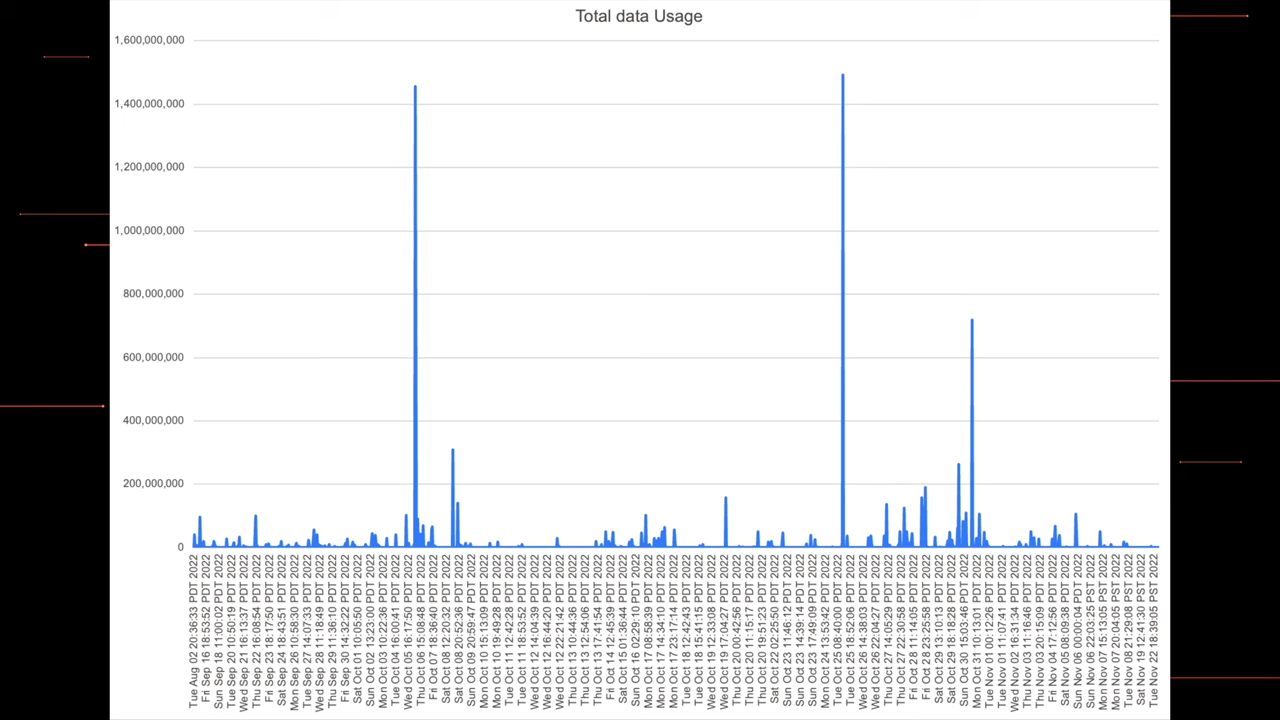 Total data Usage
1,600,000,000
1,400,000,000
1,200,000,000
1,000,000,000
800,000,000
600,000,000
400,000,000
200,000,000
0
Tue Aug 02 20:36:33 PDT 2022
Fri Sep 16 18:53:52 PDT 2022
Sun Sep 18 11:00:02 PDT 2022
Tue Sep 20 10:50:19 PDT 2022
Wed Sep 21 16:13:37 PDT 2022
Thu Sep 22 16:08:54 PDT 2022
Fri Sep 23 18:17:50 PDT 2022
Sat Sep 24 18:43:51 PDT 2022
Mon Sep 26 10:58:30 PDT 2022
Tue Sep 27 14:07:33 PDT 2022
Wed Sep 28 11:18:49 PDT 2022
Thu Sep 29 11:36:10 PDT 2022
Fri Sep 30 14:32:22 PDT 2022
Sat Oct 01 10:05:50 PDT 2022
Sun Oct 02 13:23:00 PDT 2022
Mon Oct 03 10:22:36 PDT 2022
Tue Oct 04 16:00:41 PDT 2022
Wed Oct 05 16:17:50 PDT 2022
Thu Oct 06 13:08:48 PDT 2022
Fri Oct 07 18:36:40 PDT 2022
Sat Oct 08 12:20:32 PDT 2022
Sat Oct 08 20:52:36 PDT 2022
Sun Oct 09 20:59:47 PDT 2022
Mon Oct 10 15:13:09 PDT 2022
Mon Oct 10 19:49:28 PDT 2022
Tue Oct 11 12:42:28 PDT 2022
Tue Oct 11 18:53:52 PDT 2022
Wed Oct 12 14:04:39 PDT 2022
Wed Oct 12 14:44:20 PDT 2022
Wed Oct 12 22:21:42 PDT 2022
Thu Oct 13 10:44:36 PDT 2022
Thu Oct 13 12:54:06 PDT 2022
Thu Oct 13 17:41:54 PDT 2022
Fri Oct 14 12:45:39 PDT 2022
Sat Oct 15 01:36:44 PDT 2022
Sun Oct 16 02:29:10 PDT 2022
Mon Oct 17 08:58:39 PDT 2022
Mon Oct 17 14:34:10 PDT 2022
Mon Oct 17 23:17:14 PDT 2022
Tue Oct 18 12:24:43 PDT 2022
Tue Oct 18 15:41:15 PDT 2022
Wed Oct 19 12:33:08 PDT 2022
Wed Oct 19 17:04:27 PDT 2022
Thu Oct 20 00:42:56 PDT 2022
Thu Oct 20 11:15:17 PDT 2022
Thu Oct 20 19:51:23 PDT 2022
Sat Oct 22 02:25:50 PDT 2022
Sun Oct 23 11:46:12 PDT 2022
Sun Oct 23 14:39:14 PDT 2022
Sun Oct 23 17:49:09 PDT 2022
Mon Oct 24 13:53:42 PDT 2022
Tue Oct 25 08:40:00 PDT 2022
Tue Oct 25 18:52:06 PDT 2022
Wed Oct 26 14:38:03 PDT 2022
Wed Oct 26 22:04:27 PDT 2022
Thu Oct 27 14:05:29 PDT 2022
Thu Oct 27 22:30:58 PDT 2022
Fri Oct 28 11:14:05 PDT 2022
Fri Oct 28 23:25:58 PDT 2022
Sat Oct 29 13:10:13 PDT 2022
Sat Oct 29 18:18:28 PDT 2022
Sun Oct 30 15:03:46 PDT 2022
Mon Oct 31 10:13:01 PDT 2022
Tue Nov 01 00:12:26 PDT 2022
Tue Nov 01 11:07:41 PDT 2022
Wed Nov 02 16:31:34 PDT 2022
Thu Nov 03 11:16:46 PDT 2022
Thu Nov 03 20:15:09 PDT 2022
Fri Nov 04 17:12:56 PDT 2022
Sat Nov 05 18:09:03 PDT 2022
Sun Nov 06 00:00:04 PDT 2022
Sun Nov 06 22:03:25 PST 2022
Mon Nov 07 15:13:05 PST 2022
Mon Nov 07 20:04:05 PST 2022
Tue Nov 08 21:29:08 PST 2022
Sat Nov 19 12:41:30 PST 2022
Tue Nov 22 18:39:05 PST 2022